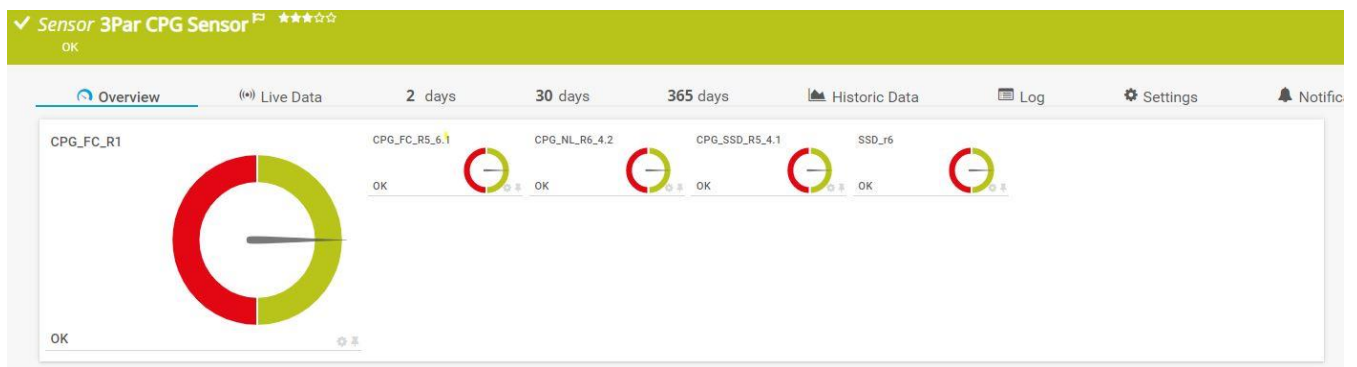 Sensor 3Par CPG Sensor
OK
Overview
Live Data
2 days
30 days
365 days
Historic Data
Log
Settings
Notific
CPG_FC_R1
OK
CPG_FC_R5_6.1
OK
CPG_NL_R6_4.2
OK
CPG_SSD_R5_4.1
OK
SSD_r6
OK